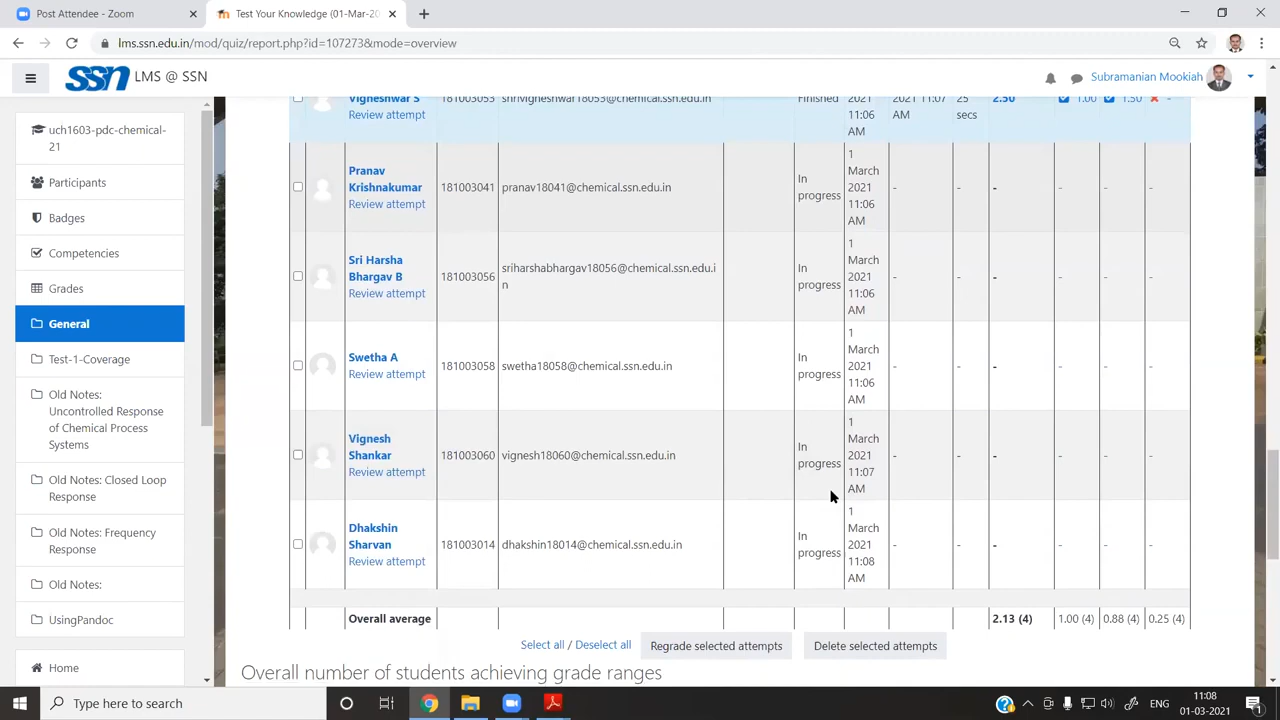 Post Attendee - Zoom
Test Your Knowledge (01-Mar-20
lms.ssn.edu.in/mod/quiz/report.php?id=107273&mode=overview
ssn LMS @ SSN
Subramanian Mookiah
uch1603-pdc-chemical-
21
Participants
Badges
Competencies
Grades
General
Test-1-Coverage
Old Notes:
Uncontrolled Response
of Chemical Process
Systems
Old Notes: Closed Loop
Response
Old Notes: Frequency
Response
Old Notes:
UsingPandoc
Home
Vigneshwar S
Review attempt
181003053
shrivigneshwar18053@chemical.ssn.edu.in
Finished
2021
11:06
AM
2021 11:07
AM
25
secs
2.50
1.00
1.50
-
Pranav
Krishnakumar
Review attempt
181003041
pranav18041@chemical.ssn.edu.in
In
progress
1
March
2021
11:06
AM
- - - - - -
Sri Harsha
Bhargav B
Review attempt
181003056
sriharshabhargav18056@chemical.ssn.edu.i
n
In
progress
1
March
2021
11:06
AM
- - - - - -
Swetha A
Review attempt
181003058
swetha18058@chemical.ssn.edu.in
In
progress
1
March
2021
11:06
AM
- - - - - -
Vignesh
Shankar
Review attempt
181003060
vignesh18060@chemical.ssn.edu.in
In
progress
1
March
2021
11:07
AM
- - - - - -
Dhakshin
Sharvan
Review attempt
181003014
dhakshin18014@chemical.ssn.edu.in
In
progress
1
March
2021
11:08
AM
- - - - - -
Overall average
2.13 (4)
1.00 (4)
0.88 (4)
0.25 (4)
Select all / Deselect all
Regrade selected attempts
Delete selected attempts
Overall number of students achieving grade ranges
Type here to search
ENG
11:08
01-03-2021